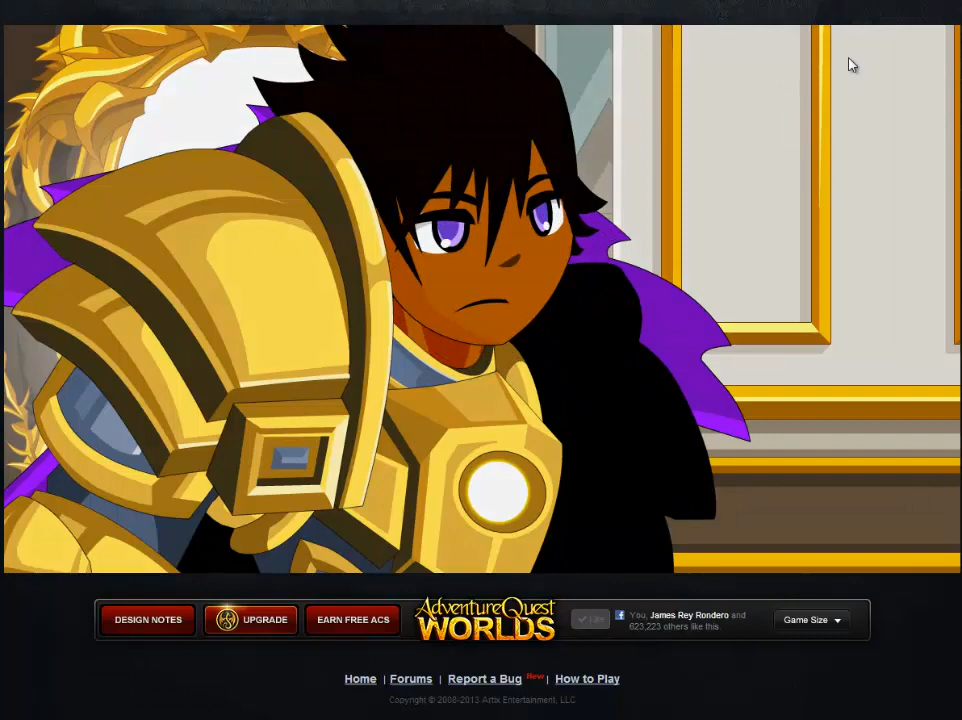 DESIGN NOTES
UPGRADE
EARN FREE ACS
AdventureQuest
WORLDS
Like
You, James Rey Rondero and
623,223 others like this.
Game Size
Home | Forums | Report a Bug New | How to Play
Copyright © 2008-2013 Artix Entertainment, LLC